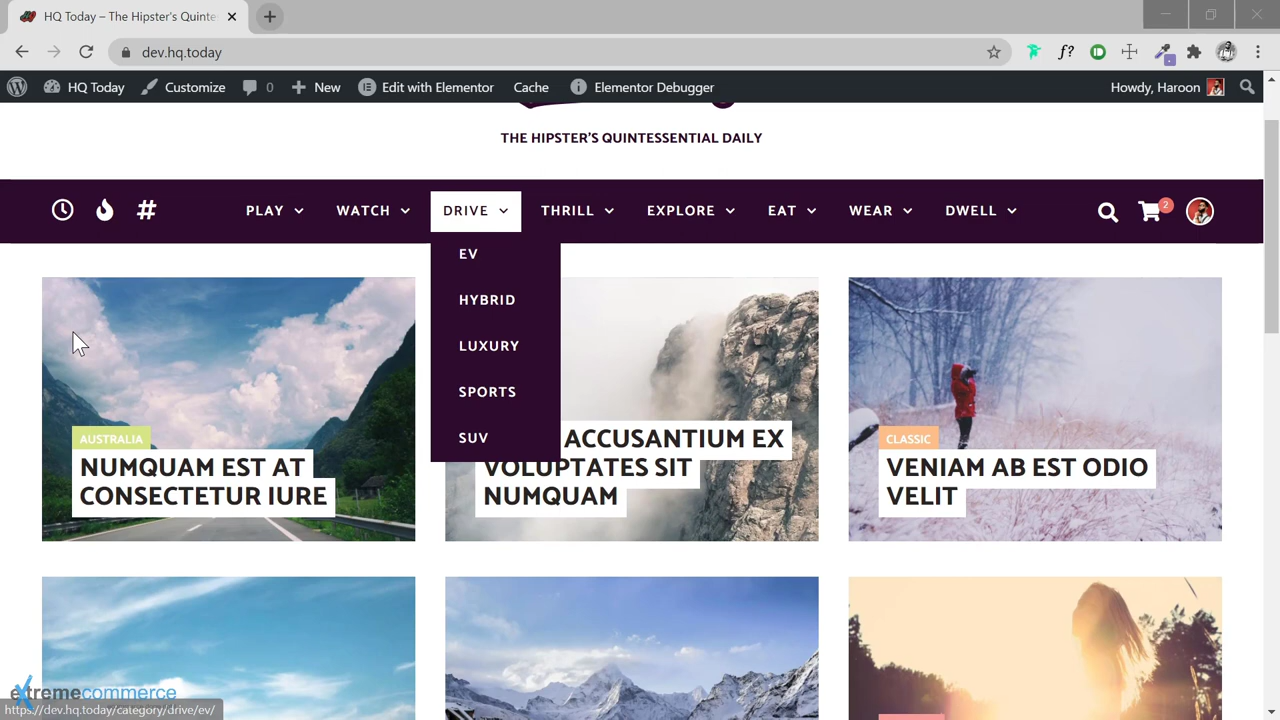 HQ Today – The Hipster's Quinte
dev.hq.today
f?
HQ Today
Customize
0
New
Edit with Elementor
Cache
Elementor Debugger
Howdy, Haroon
THE HIPSTER'S QUINTESSENTIAL DAILY
#
PLAY
WATCH
DRIVE
THRILL
EXPLORE
EAT
WEAR
DWELL
2
EV
HYBRID
LUXURY
SPORTS
SUV
AUSTRALIA
NUMQUAM EST AT
CONSECTETUR IURE
ACCUSANTIUM EX
VOLUPTATES SIT
NUMQUAM
CLASSIC
VENIAM AB EST ODIO
VELIT
extremecommerce
https://dev.hq.today/category/drive/ev/